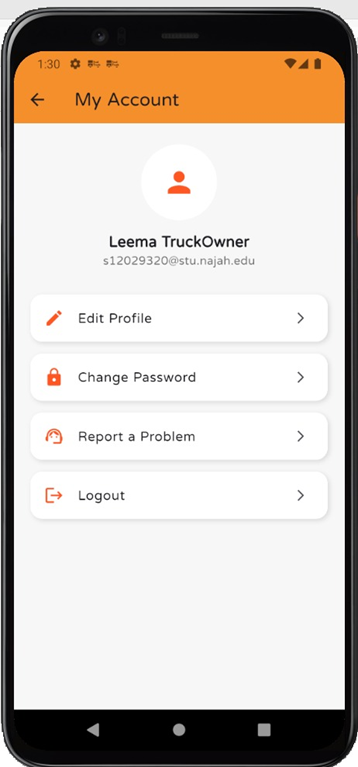 1:30
My Account
Leema TruckOwner
s12029320@stu.najah.edu
Edit Profile
Change Password
Report a Problem
Logout